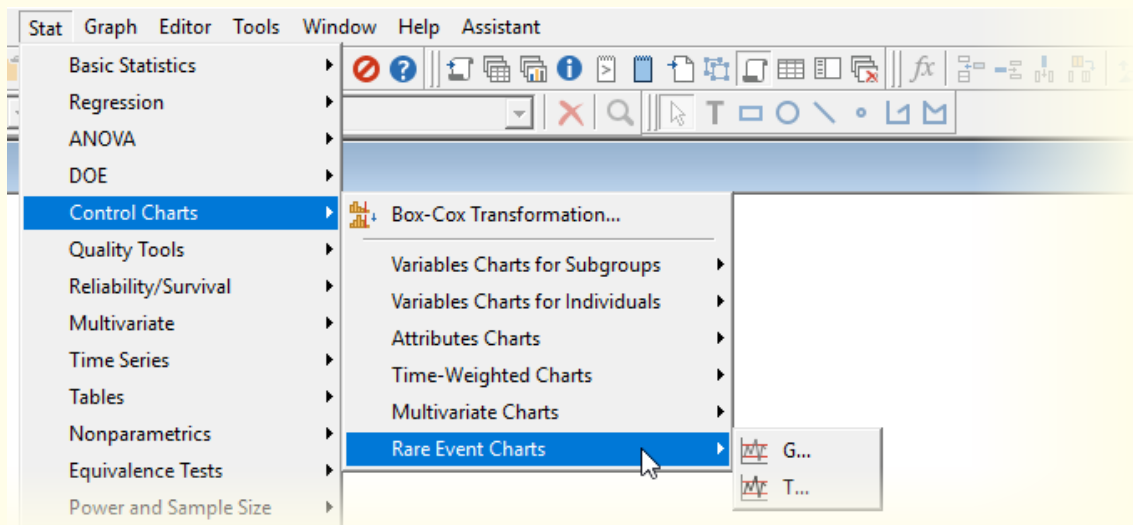 Stat Graph Editor Tools Window Help Assistant
fx
T
Basic Statistics
Regression
ANOVA
DOE
Control Charts
Quality Tools
Reliability/Survival
Multivariate
Time Series
Tables
Nonparametrics
Equivalence Tests
Power and Sample Size
Box-Cox Transformation...
Variables Charts for Subgroups
Variables Charts for Individuals
Attributes Charts
Time-Weighted Charts
Multivariate Charts
Rare Event Charts
G...
T...